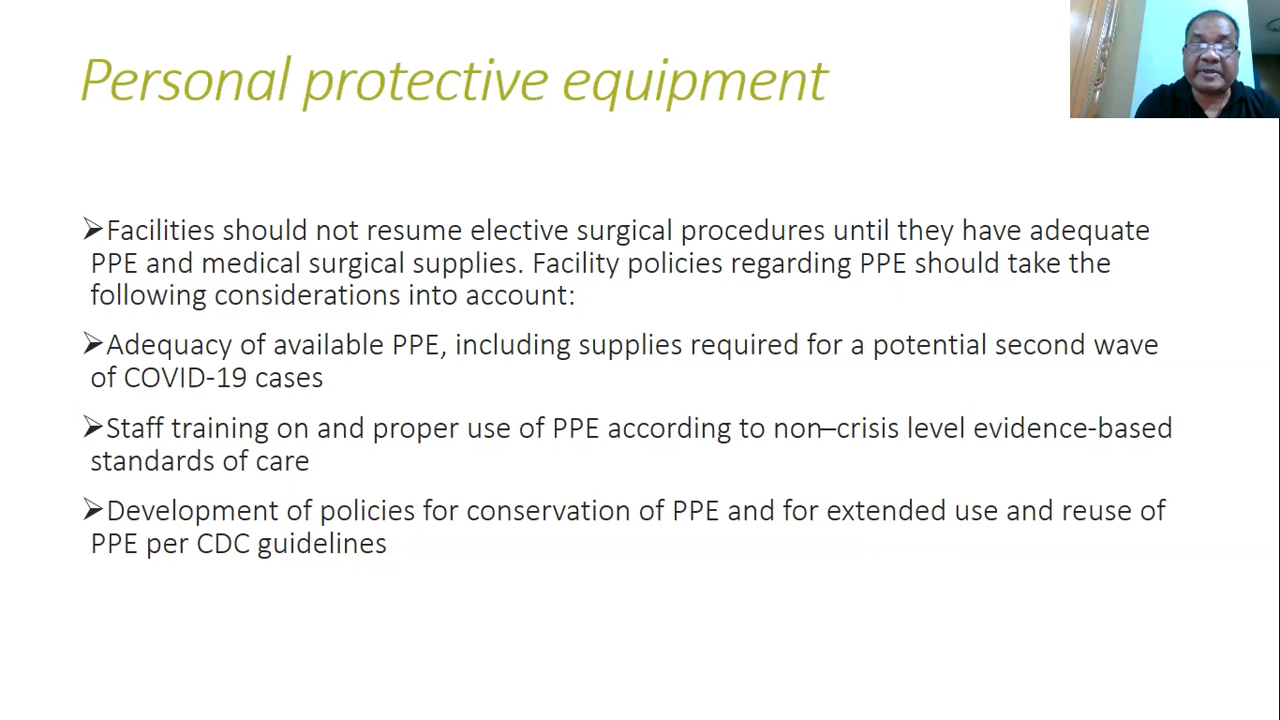 Personal protective equipment
➢Facilities should not resume elective surgical procedures until they have adequate
PPE and medical surgical supplies. Facility policies regarding PPE should take the
following considerations into account:
➢Adequacy of available PPE, including supplies required for a potential second wave
of COVID-19 cases
➢Staff training on and proper use of PPE according to non–crisis level evidence-based
standards of care
➢Development of policies for conservation of PPE and for extended use and reuse of
PPE per CDC guidelines